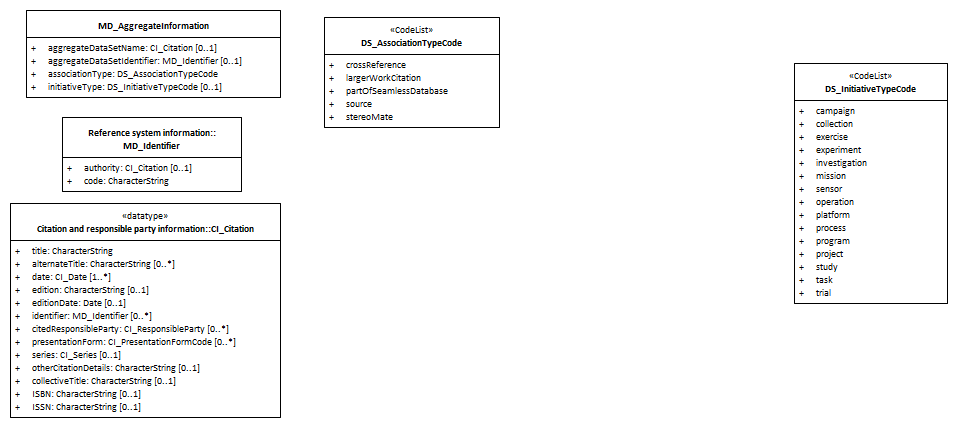 MD_AggregateInformation
+ aggregateDataSetName: CI_Citation [0..1]
+ aggregateDataSetIdentifier: MD_Identifier [0..1]
+ associationType: DS_AssociationTypeCode
+ initiativeType: DS_InitiativeTypeCode [0..1]
Reference system information::
MD_Identifier
+ authority: CI_Citation [0..1]
+ code: CharacterString
«datatype»
Citation and responsible party information::CI_Citation
+ title: CharacterString
+ alternateTitle: CharacterString [0..*]
+ date: CI_Date [1..*]
+ edition: CharacterString [0..1]
+ editionDate: Date [0..1]
+ identifier: MD_Identifier [0..*]
+ citedResponsibleParty: CI_ResponsibleParty [0..*]
+ presentationForm: CI_PresentationFormCode [0..*]
+ series: CI_Series [0..1]
+ otherCitationDetails: CharacterString [0..1]
+ collectiveTitle: CharacterString [0..1]
+ ISBN: CharacterString [0..1]
+ ISSN: CharacterString [0..1]
«CodeList»
DS_AssociationTypeCode
+ crossReference
+ largerWorkCitation
+ partOfSeamlessDatabase
+ source
+ stereoMate
«CodeList»
DS_InitiativeTypeCode
+ campaign
+ collection
+ exercise
+ experiment
+ investigation
+ mission
+ sensor
+ operation
+ platform
+ process
+ program
+ project
+ study
+ task
+ trial